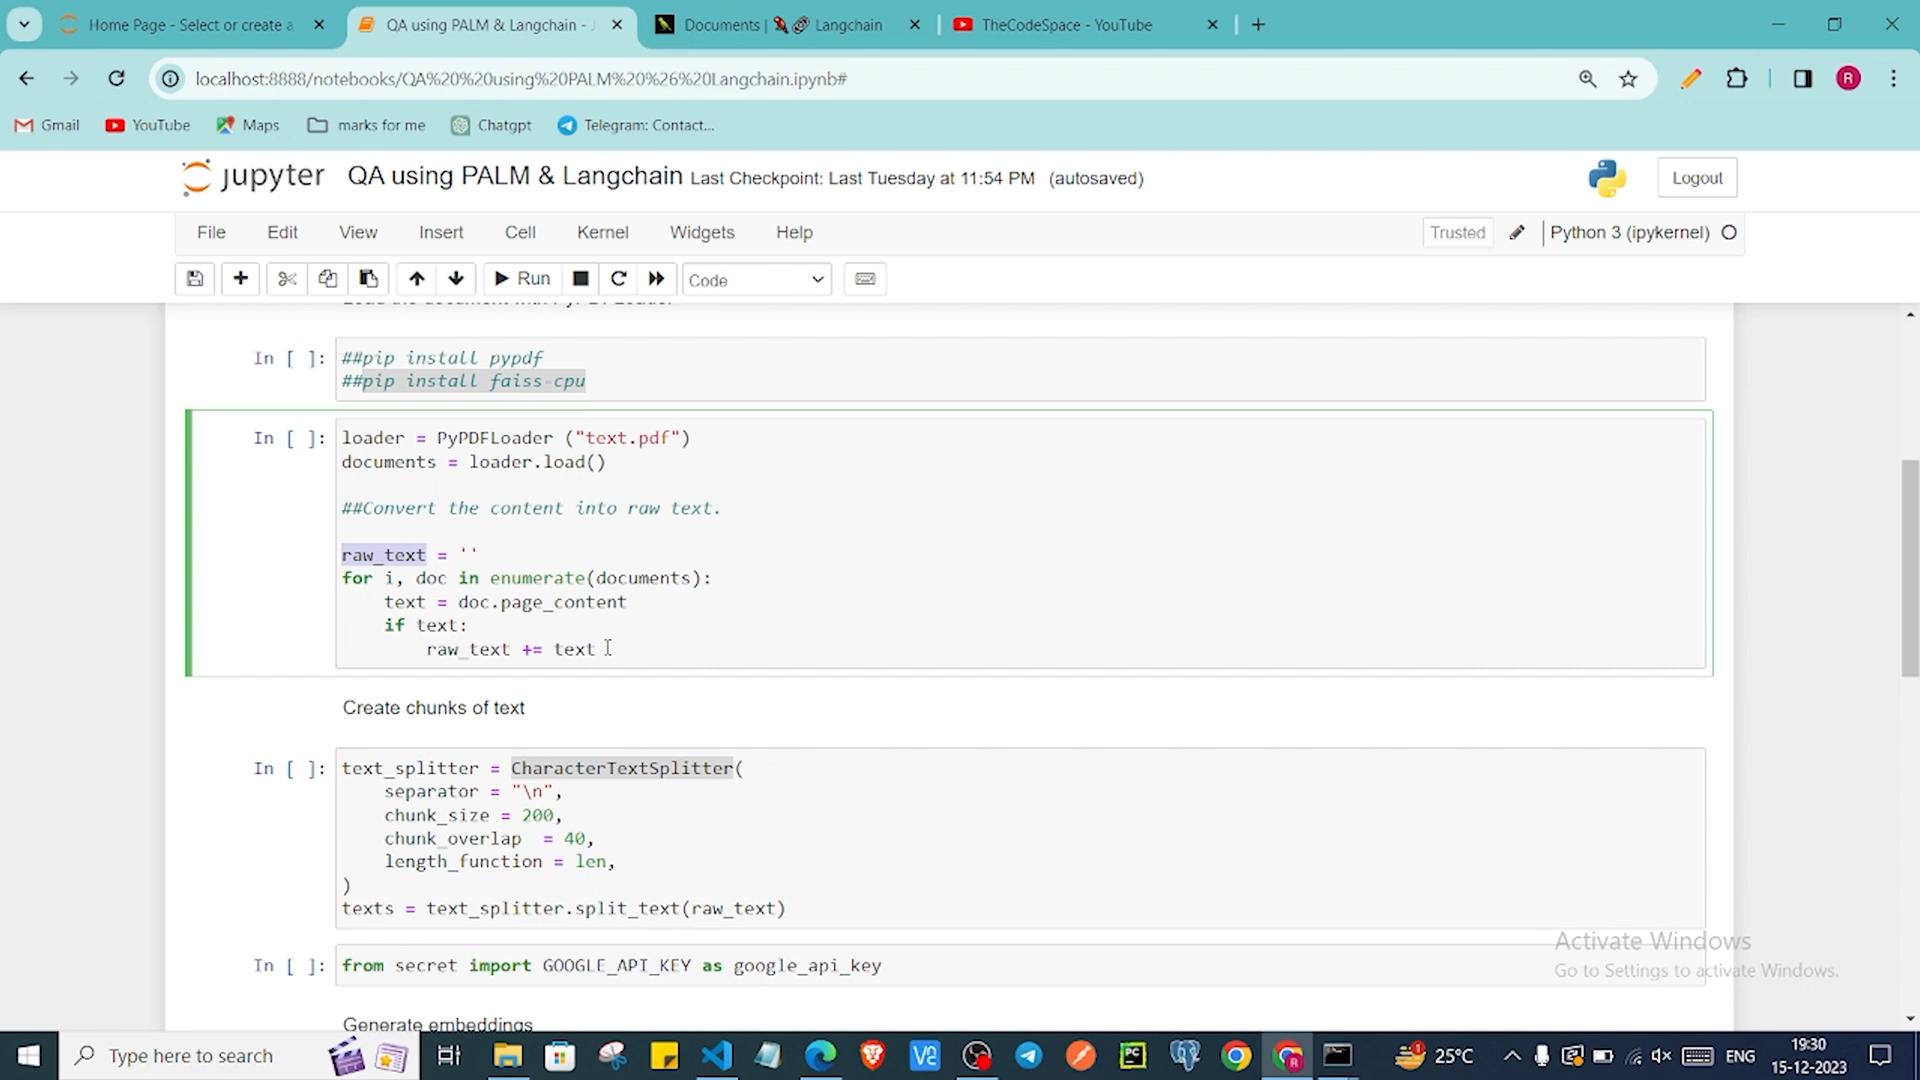 Home Page - Select or create a
QA using PALM & Langchain - J
Documents | Langchain
TheCodeSpace - YouTube
localhost:8888/notebooks/QA%20%20using%20PALM%20%26%20Langchain.ipynb#
R
Gmail
YouTube
Maps
marks for me
Chatgpt
Telegram: Contact...
jupyter
QA using PALM & Langchain Last Checkpoint: Last Tuesday at 11:54 PM (autosaved)
Logout
File Edit View Insert Cell Kernel Widgets Help
Trusted
Python 3 (ipykernel)
Run
Code
In [ ]: ##pip install pypdf
##pip install faiss-cpu
In [ ]: loader = PyPDFLoader ("text.pdf")
documents = loader.load()
##Convert the content into raw text.
raw_text = ''
for i, doc in enumerate(documents):
text = doc.page_content
if text:
raw_text += text
Create chunks of text
In [ ]: text_splitter = CharacterTextSplitter(
separator = "\n",
chunk_size = 200,
chunk_overlap  = 40,
length_function = len,
)
texts = text_splitter.split_text(raw_text)
In [ ]: from secret import GOOGLE_API_KEY as google_api_key
Generate embeddings
Activate Windows
Go to Settings to activate Windows.
Type here to search
25°C
ENG
19:30
15-12-2023